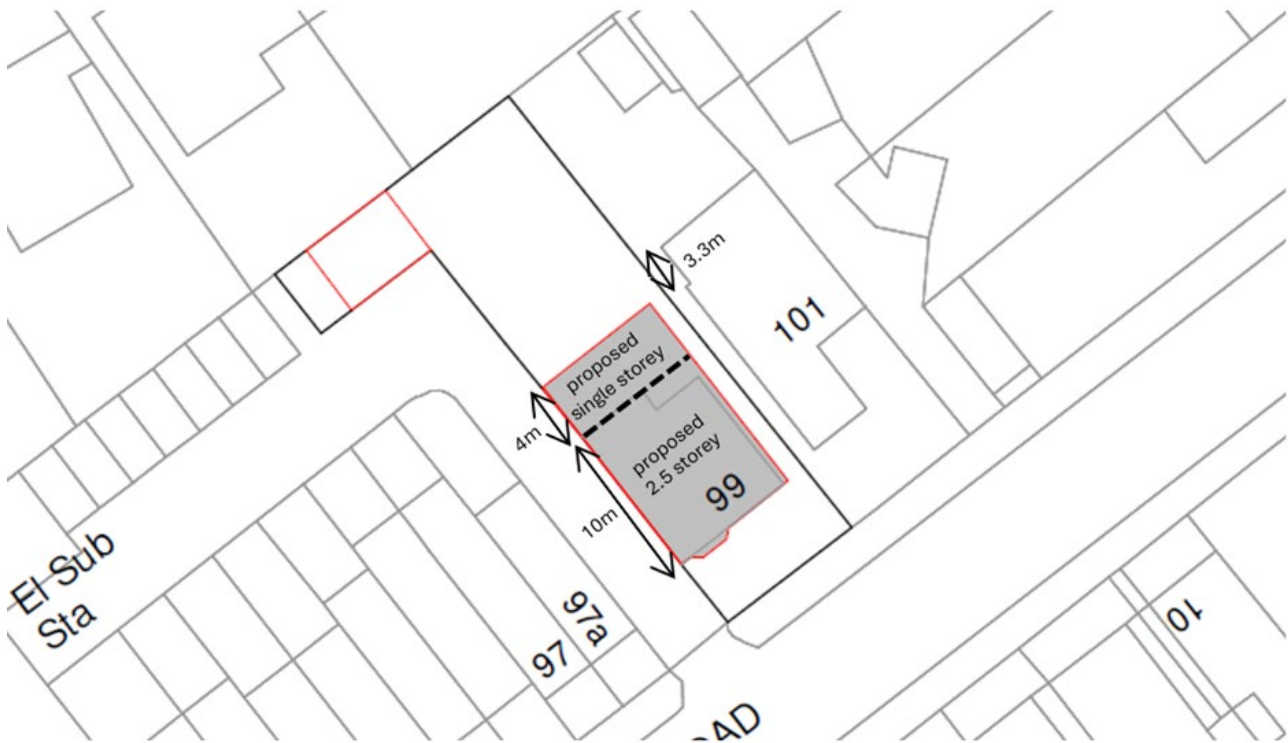 3.3m
101
proposed
single storey
4m
proposed
2.5 storey
99
10m
El Sub
Sta
97a
97
10